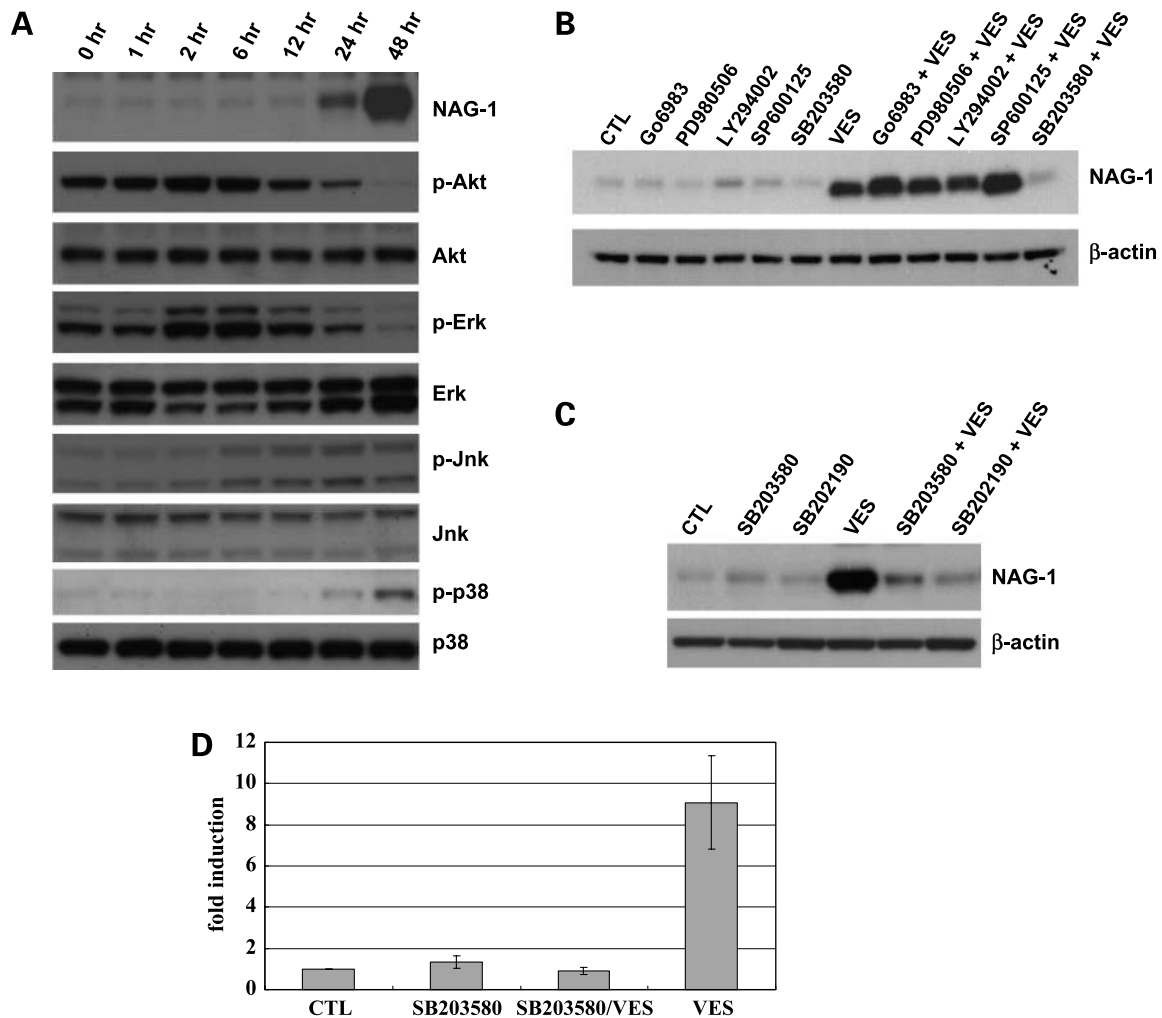 A
0 hr
1 hr
2 hr
6 hr
12 hr
24 hr
48 hr
NAG-1
p-Akt
Akt
p-Erk
Erk
p-Jnk
Jnk
p-p38
p38
B
CTL
Go6983
PD980506
LY294002
SP600125
SB203580
VES
Go6983 + VES
PD980506 + VES
LY294002 + VES
SP600125 + VES
SB203580 + VES
NAG-1
β-actin
C
CTL
SB203580
SB202190
VES
SB203580 + VES
SB202190 + VES
NAG-1
β-actin
D
fold induction
12
10
8
6
4
2
0
CTL
SB203580
SB203580/VES
VES